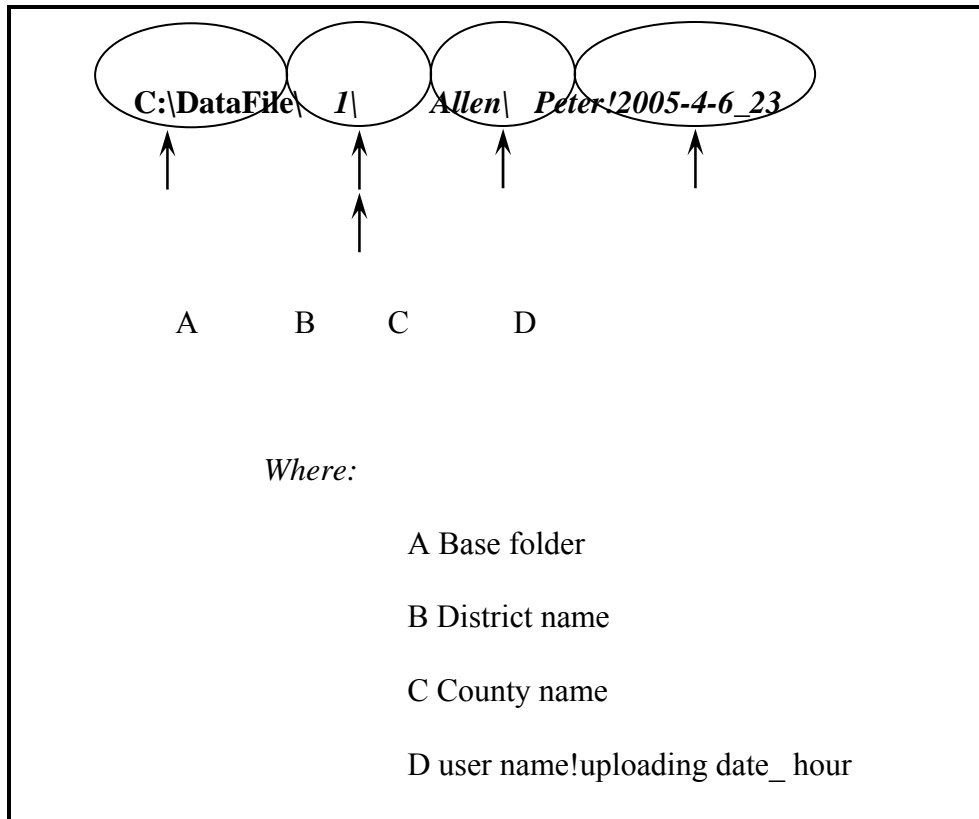 C:\DataFile\ 1\ Allen\ Peter!2005-4-6_23
A B C D
Where:
A Base folder
B District name
C County name
D user name!uploading date_ hour